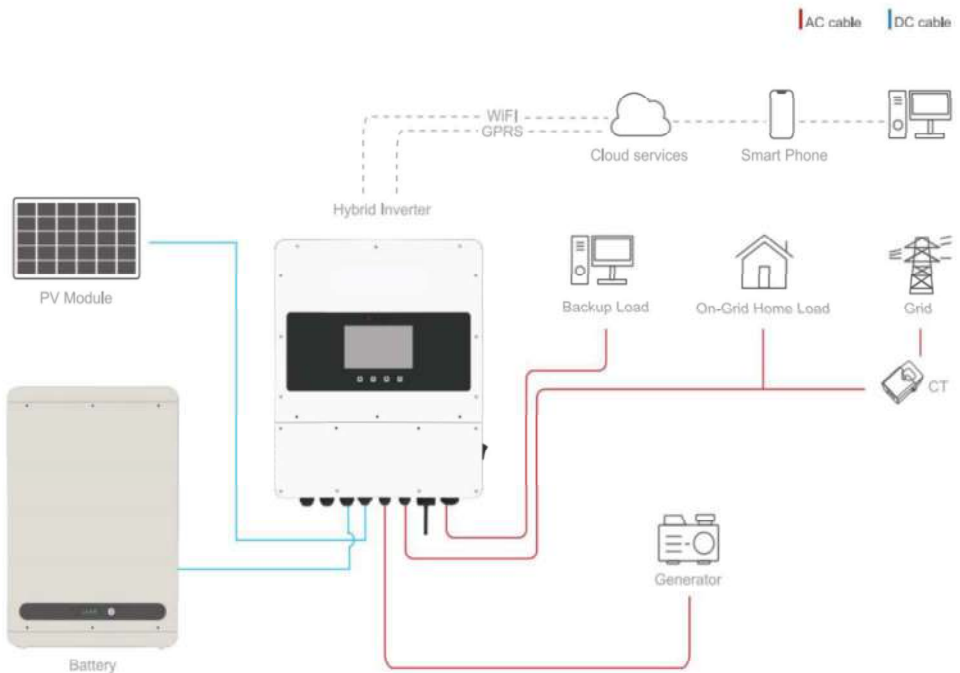 AC cable
DC cable
WiFI
GPRS
Cloud services
Smart Phone
Hybrid Inverter
PV Module
Backup Load
On-Grid Home Load
Grid
CT
Generator
Battery